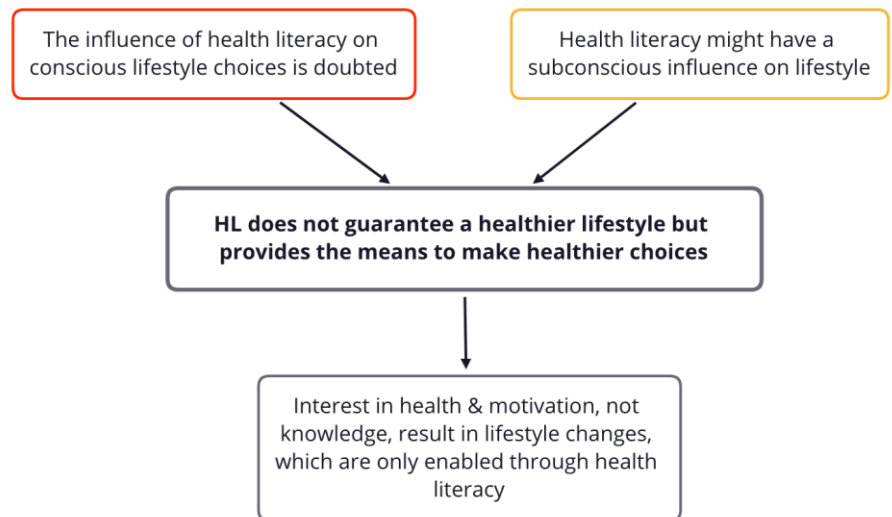 The influence of health literacy on
conscious lifestyle choices is doubted
Health literacy might have a
subconscious influence on lifestyle
HL does not guarantee a healthier lifestyle but
provides the means to make healthier choices
Interest in health & motivation, not
knowledge, result in lifestyle changes,
which are only enabled through health
literacy